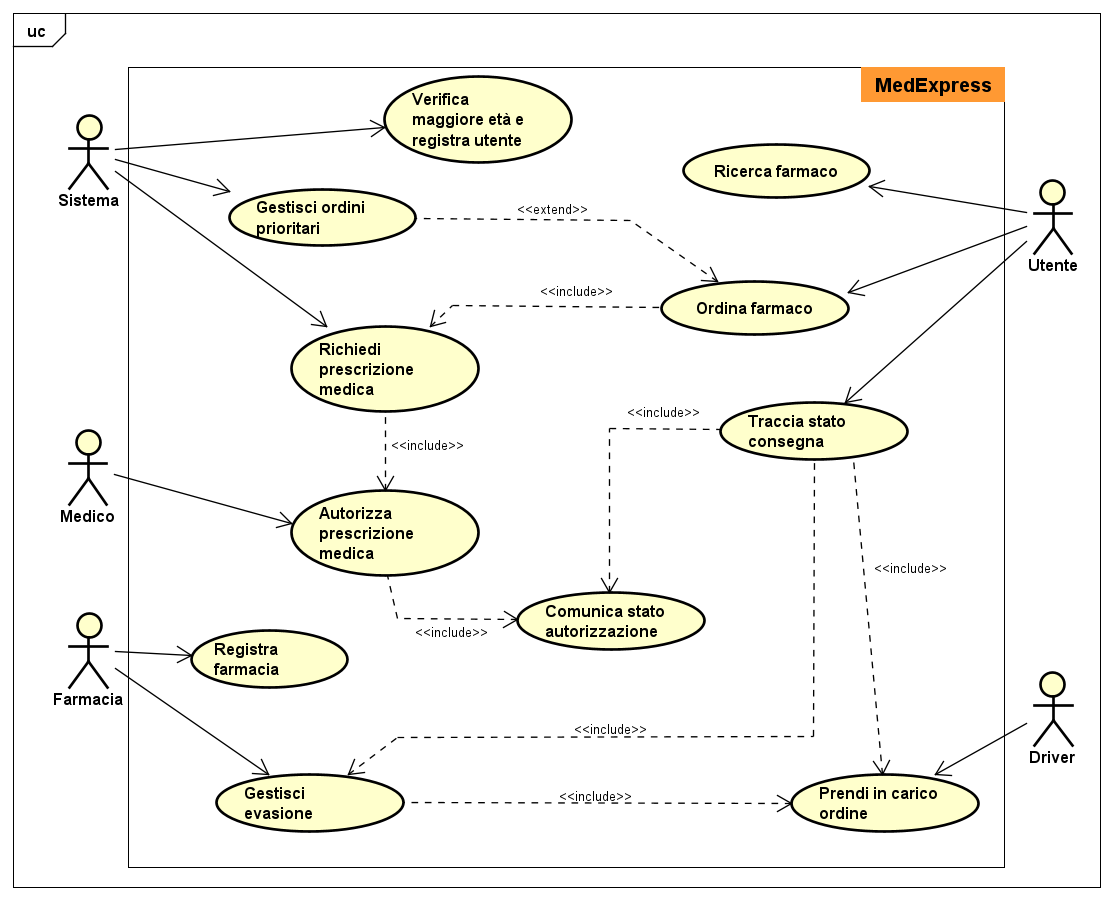 uc
MedExpress
Verifica
maggiore età e
registra utente
Ricerca farmaco
Sistema
Gestisci ordini
prioritari
<<extend>>
Utente
<<include>>
Ordina farmaco
Richiedi
prescrizione
medica
<<include>>
Traccia stato
consegna
<<include>>
Medico
Autorizza
prescrizione
medica
<<include>>
Comunica stato
autorizzazione
<<include>>
Registra
farmacia
Farmacia
<<include>>
Driver
Gestisci
evasione
<<include>>
Prendi in carico
ordine